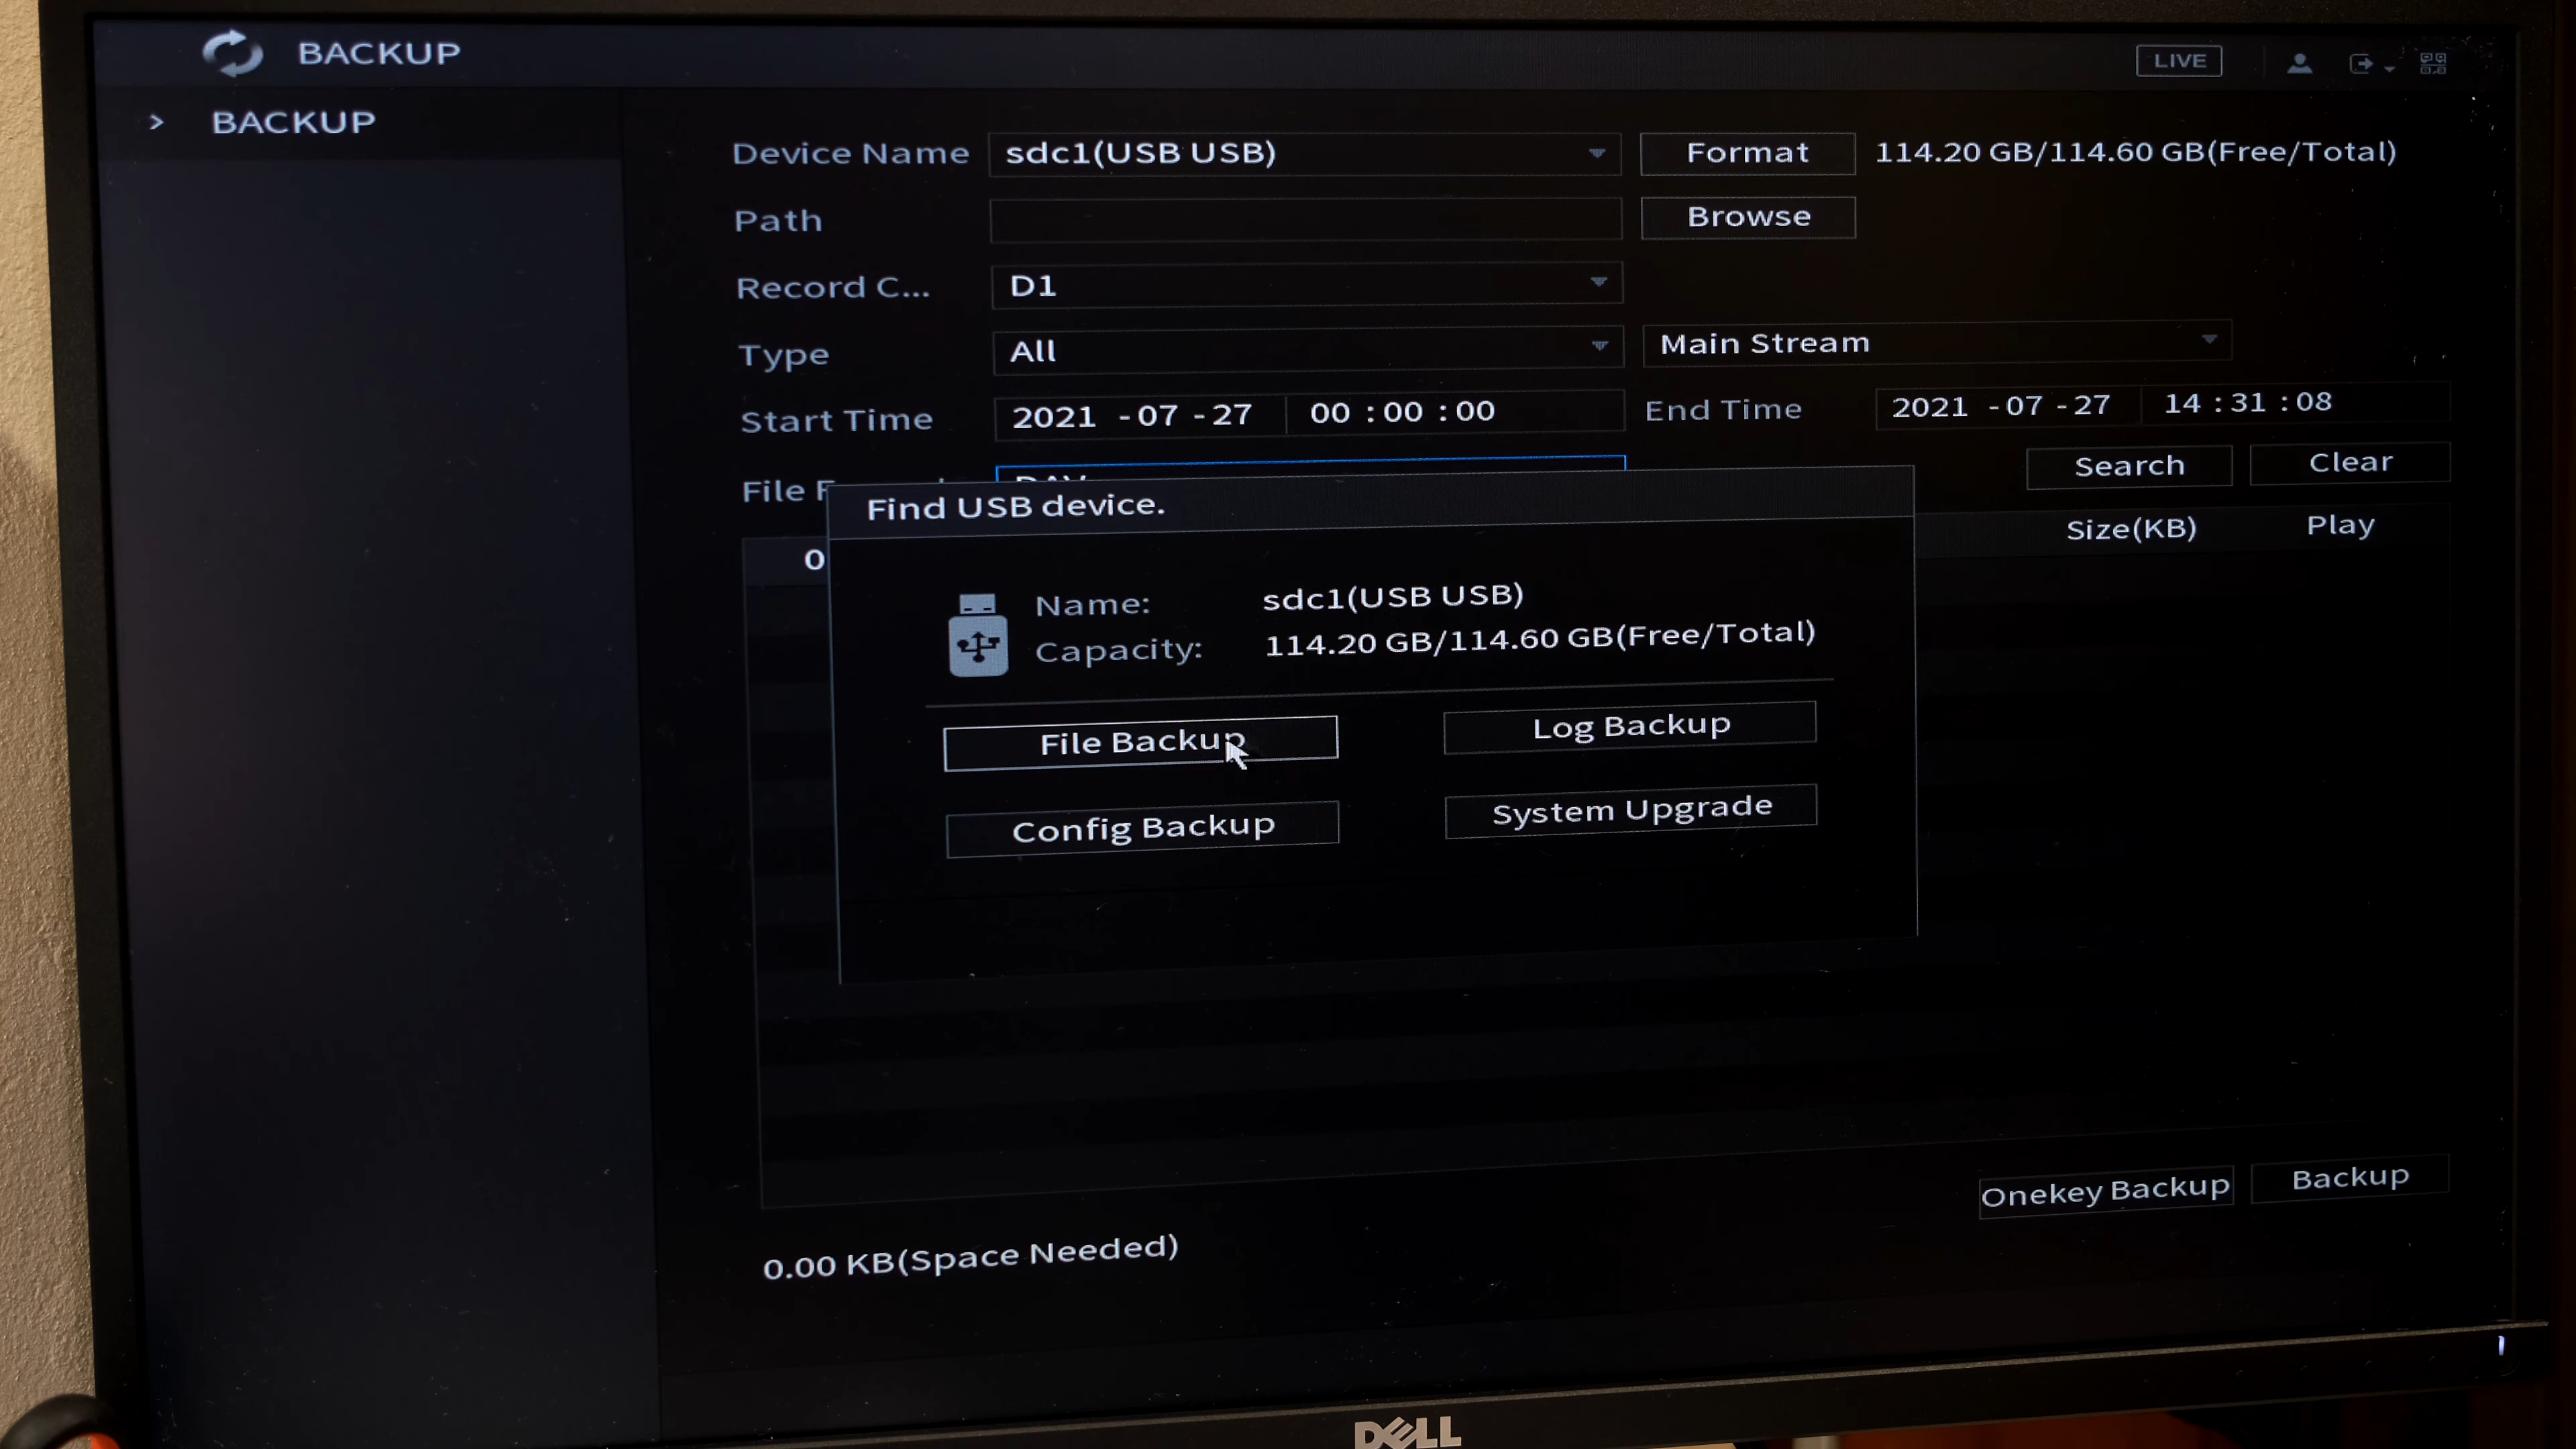 BACKUP
LIVE
> BACKUP
Device Name sdc1(USB USB) Format 114.20 GB/114.60 GB(Free/Total)
Path Browse
Record C... D1
Type All Main Stream
Start Time 2021 -07 -27 00 :00 :00 End Time 2021 -07 -27 14 :31 :08
File DAV Search Clear
Find USB device.
0 Size(KB) Play
Name: sdc1(USB USB)
Capacity: 114.20 GB/114.60 GB(Free/Total)
File Backup Log Backup
Config Backup System Upgrade
Onekey Backup Backup
0.00 KB(Space Needed)
DELL